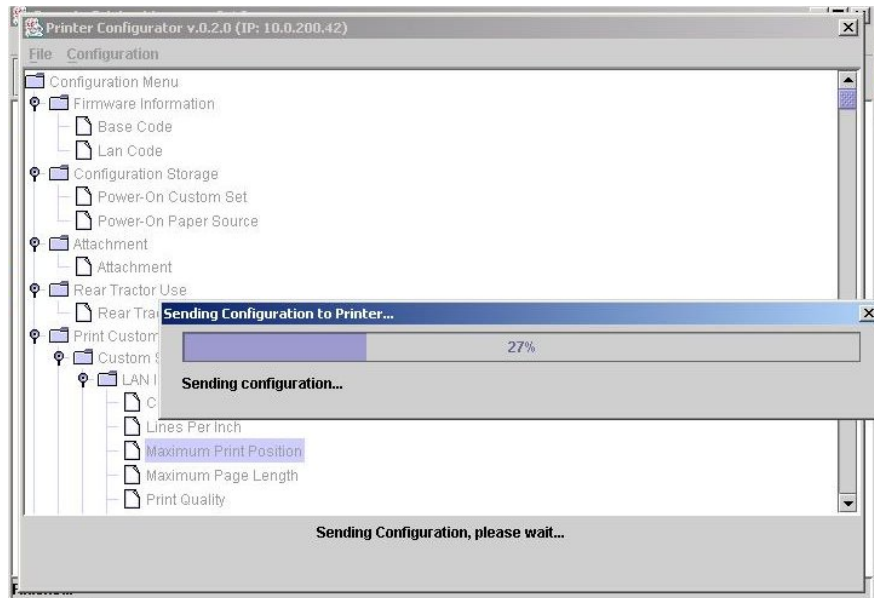 Printer Configurator v.0.2.0 (IP: 10.0.200.42)
File Configuration
Configuration Menu
Firmware Information
Base Code
Lan Code
Configuration Storage
Power-On Custom Set
Power-On Paper Source
Attachment
Attachment
Rear Tractor Use
Rear
Sending Configuration to Printer...
Print
27%
Custom
LAN
Sending configuration...
Lines Per Inch
Maximum Print Position
Maximum Page Length
Print Quality
Sending Configuration, please wait...